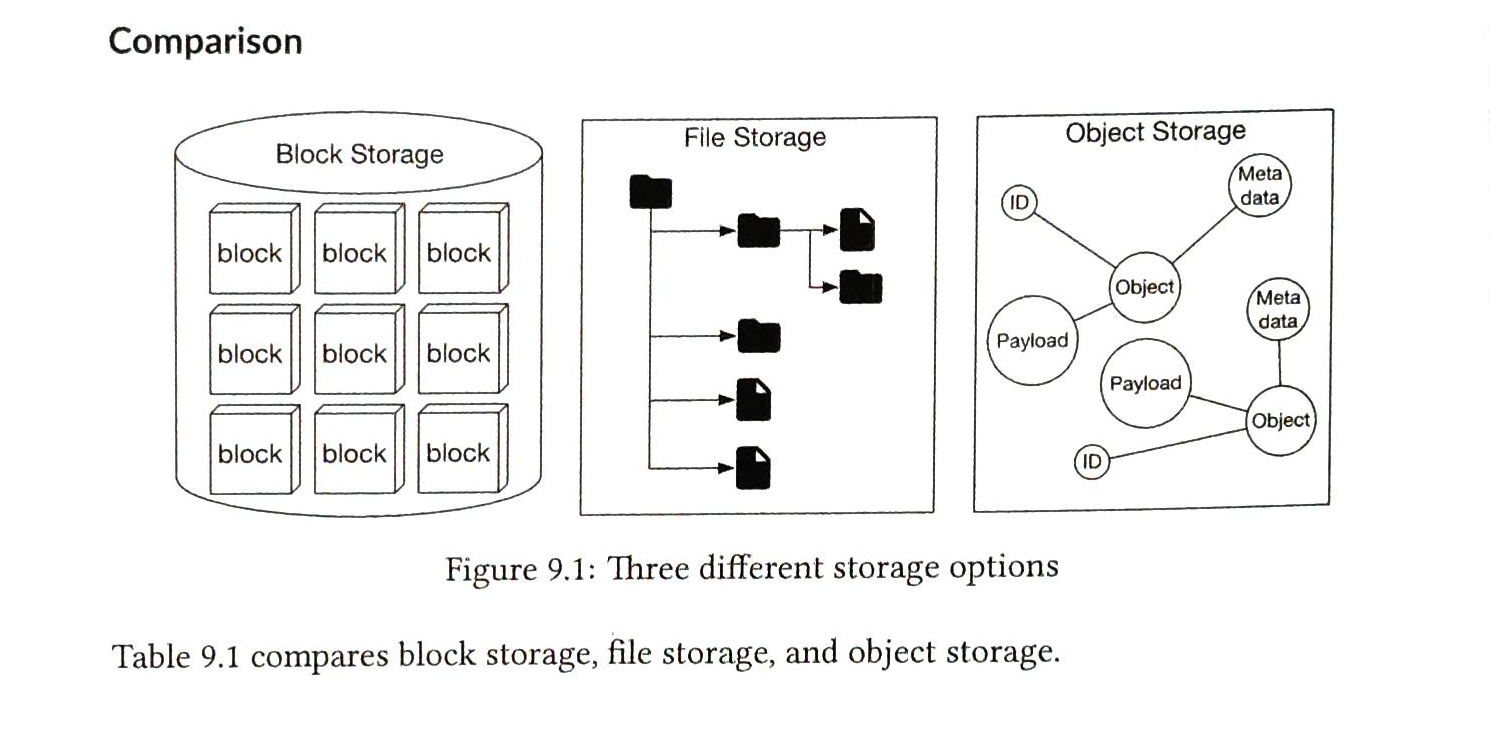 Comparison
Block Storage
block block block
block block block
block block block
File Storage
Object Storage
ID
Meta
data
Object
Payload
Meta
data
Payload
Object
ID
Figure 9.1: Three different storage options
Table 9.1 compares block storage, file storage, and object storage.